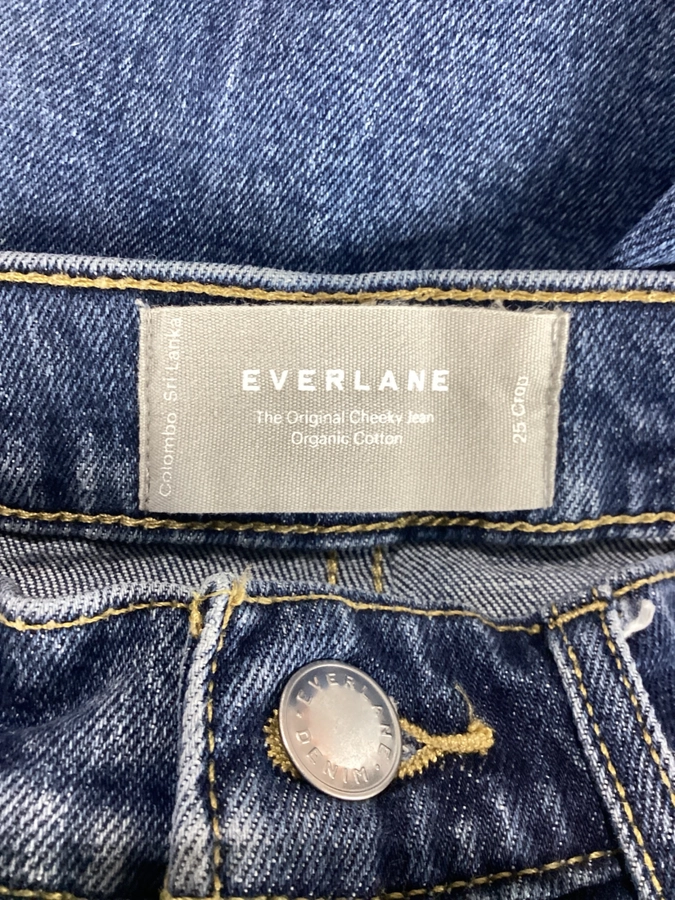 Colombo Sri Lanka
EVERLANE
The Original Cheeky Jean
Organic Cotton
25 Crop
EVERLANE
DENIM